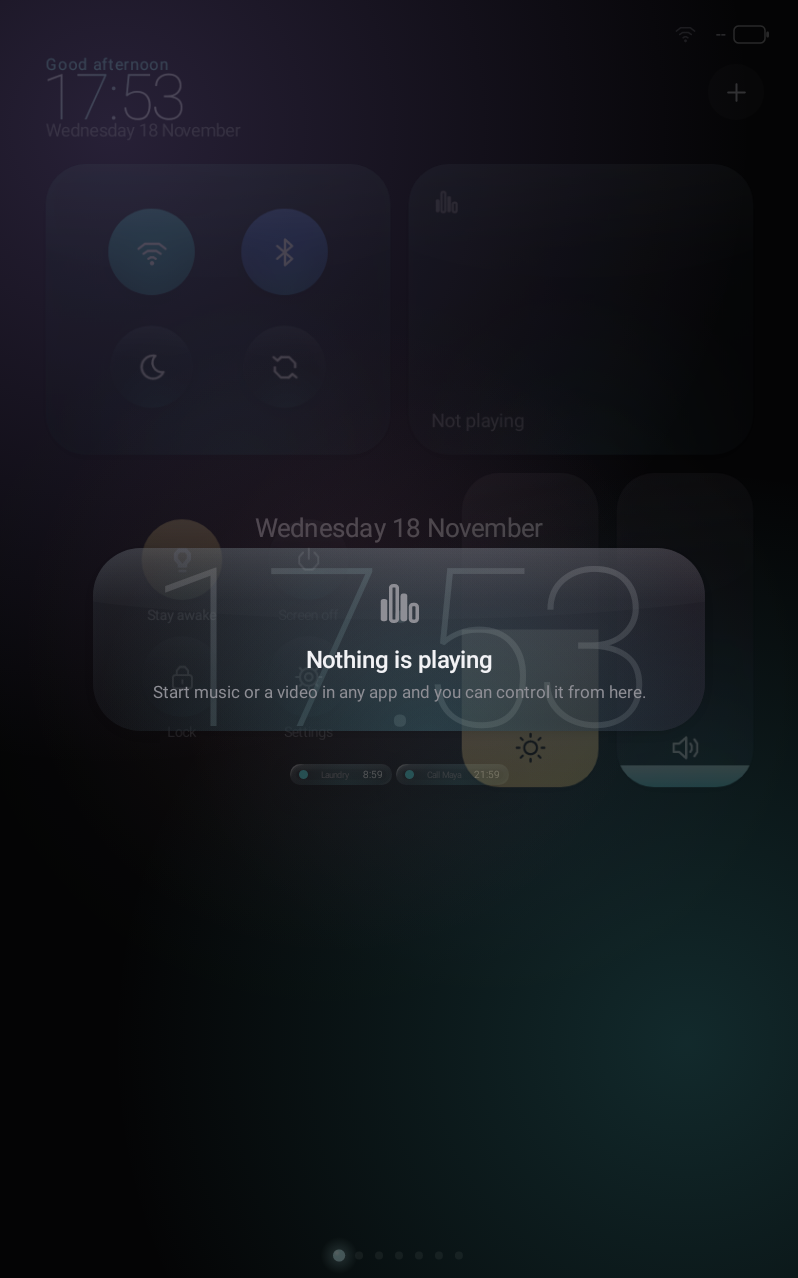 --
Good afternoon
17:53
Wednesday 18 November
Not playing
Wednesday 18 November
17:53
Stay awake
Screen off
Nothing is playing
Start music or a video in any app and you can control it from here.
Lock
Settings
Laundry 8:59
Call Maya 21:59